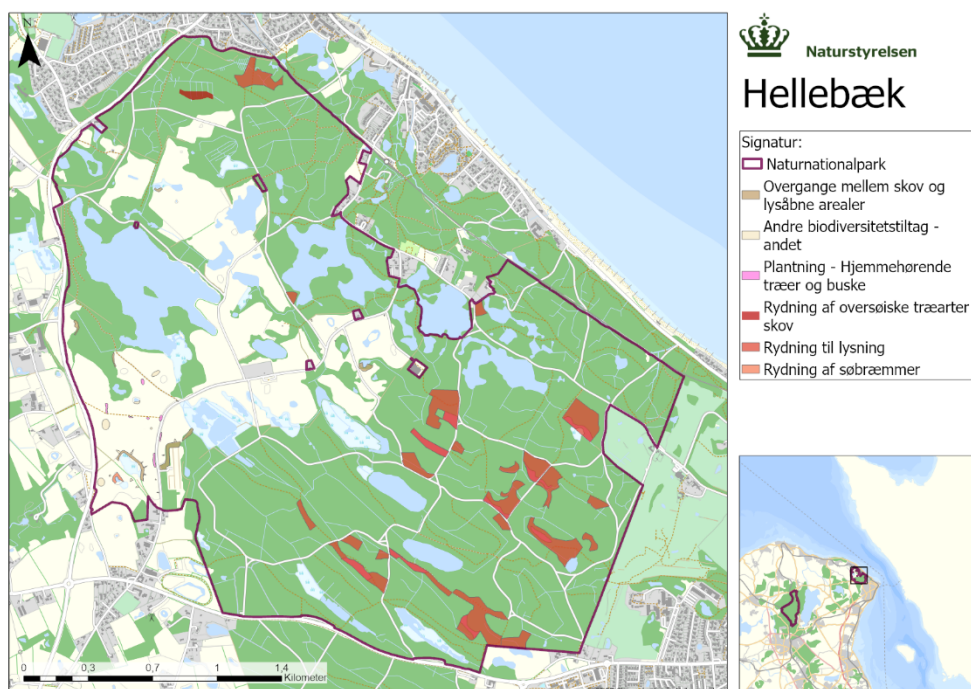 N
Naturstyrelsen
Hellebæk
Signatur:
Naturnationalpark
Overgange mellem skov og
lysåbne arealer
Andre biodiversitetstiltag -
andet
Plantning - Hjemmehørende
træer og buske
Rydning af oversøiske træarter
skov
Rydning til lysning
Rydning af søbræmmer
0 0,3 0,7 1 1,4
Kilometer